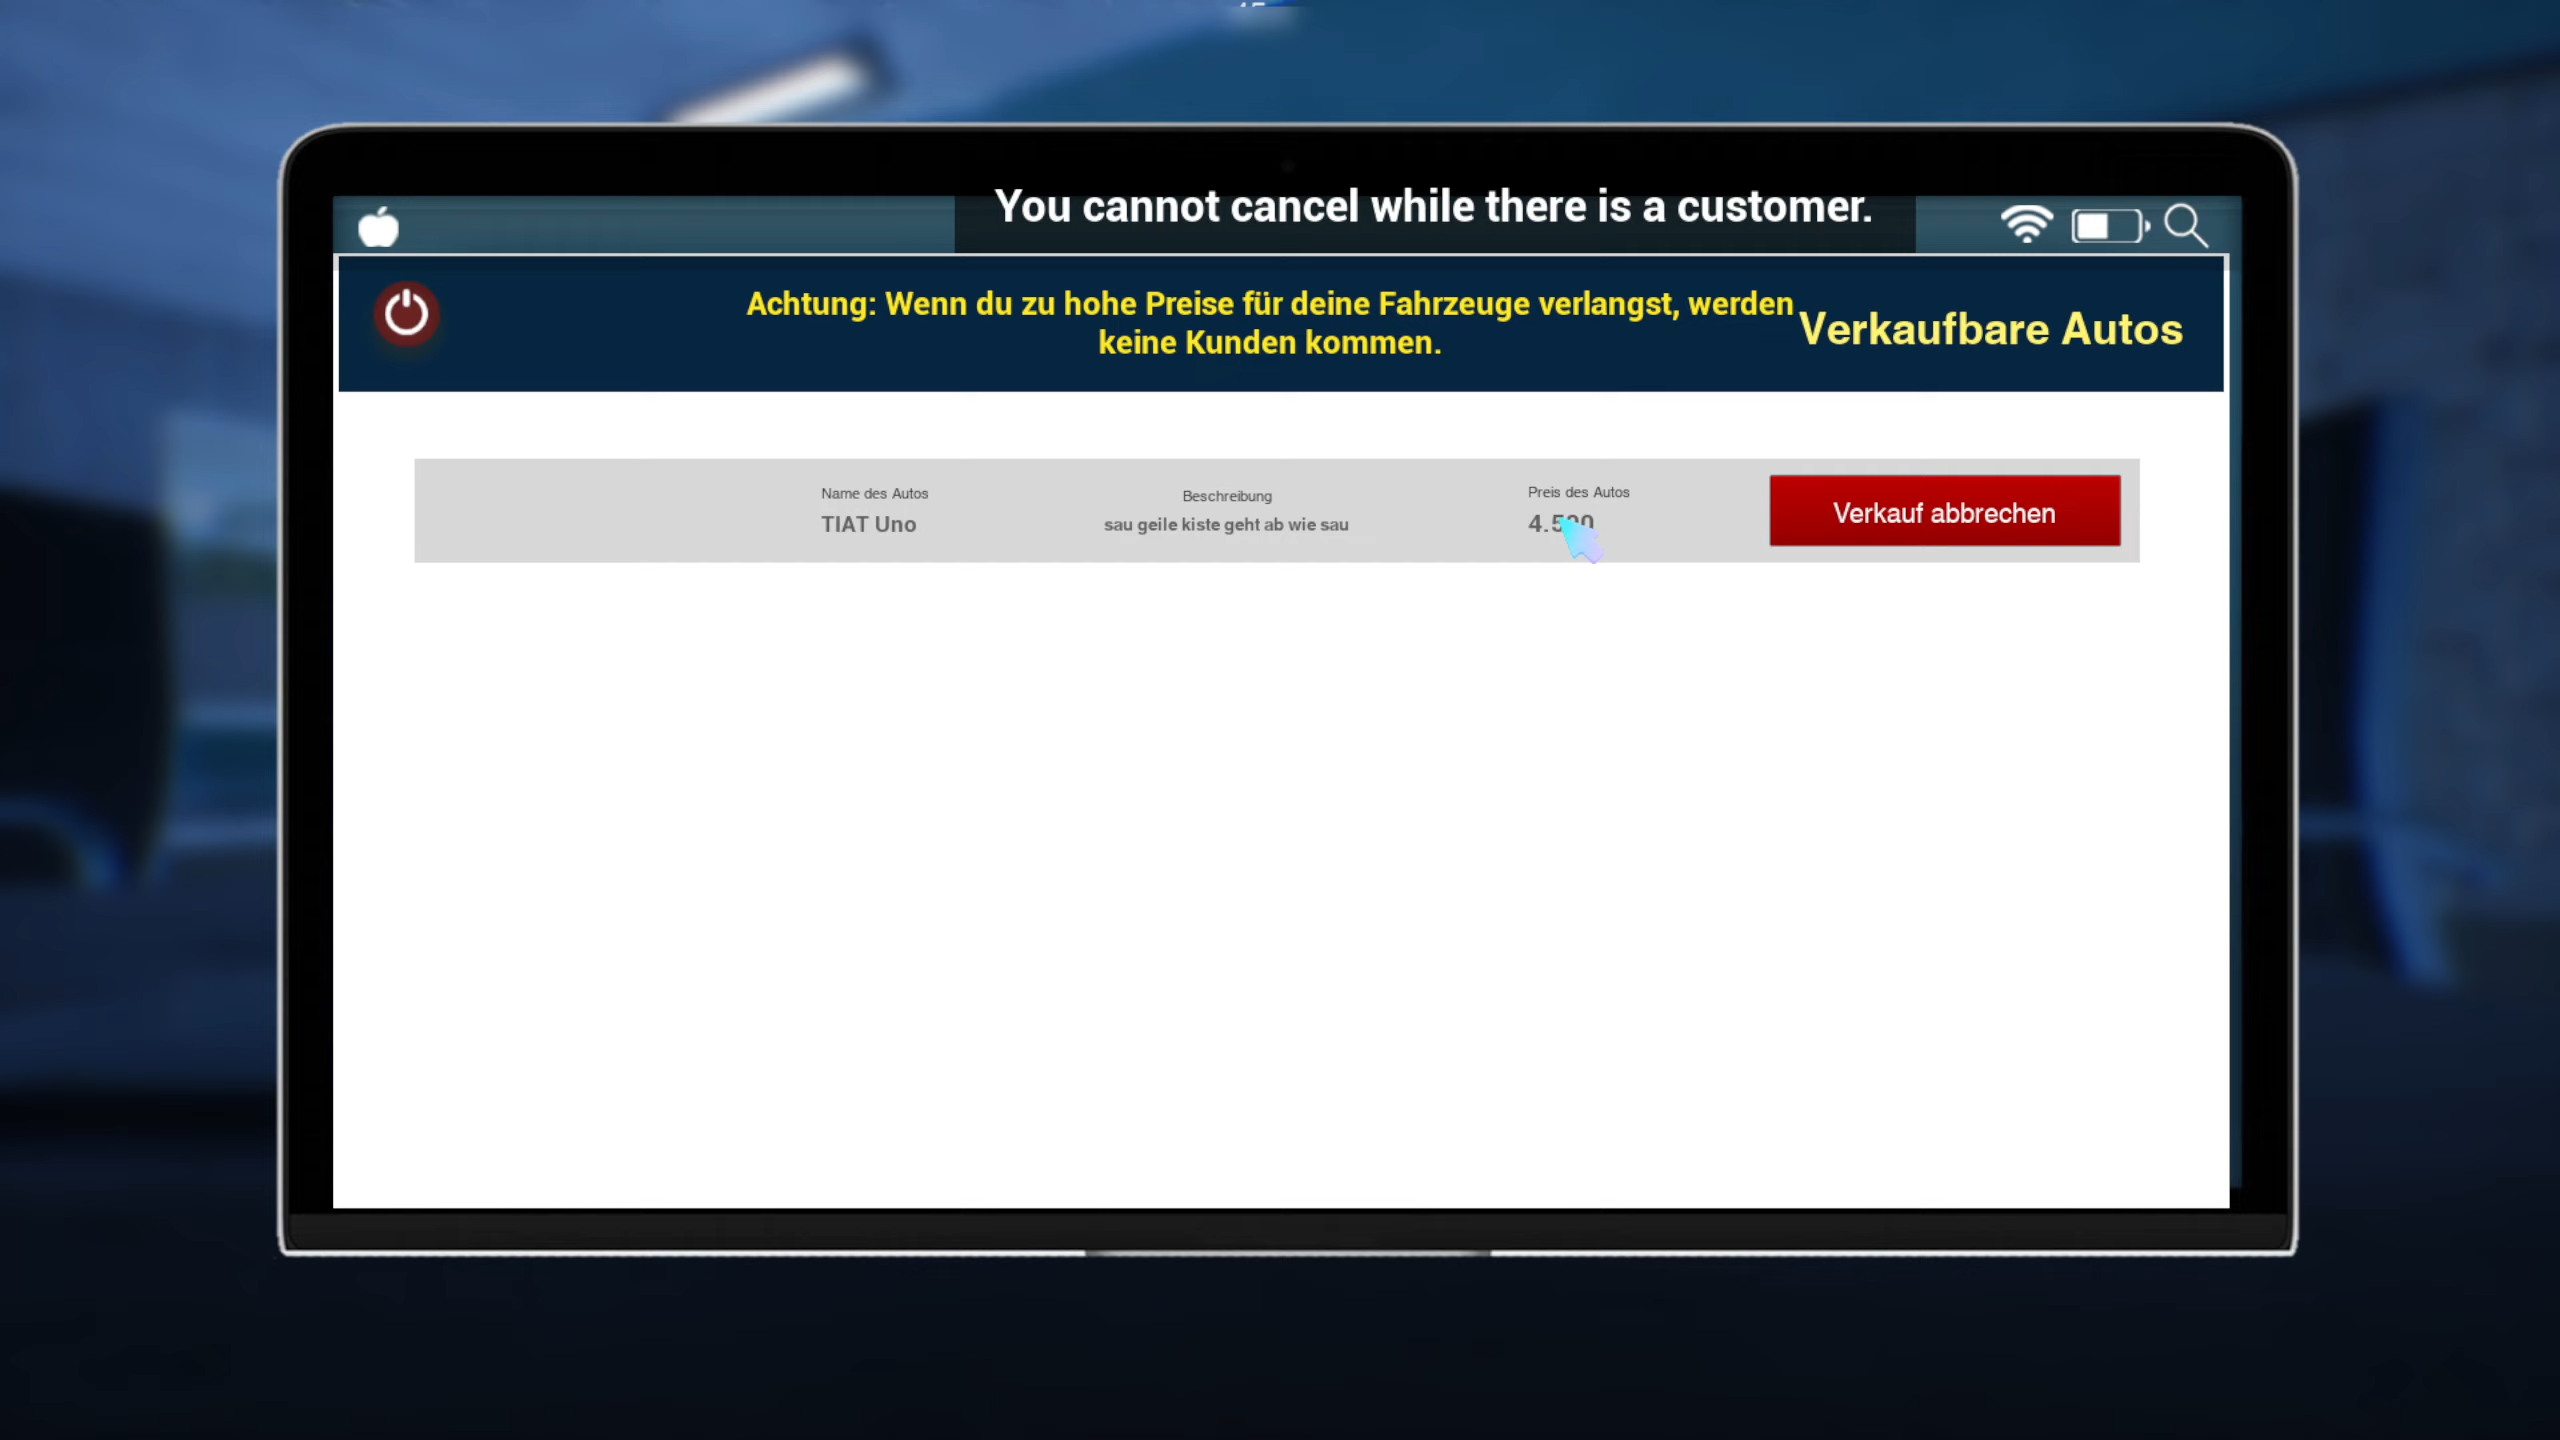 You cannot cancel while there is a customer.
Achtung: Wenn du zu hohe Preise für deine Fahrzeuge verlangst, werden
keine Kunden kommen.
Verkaufbare Autos
Name des Autos
TIAT Uno
Beschreibung
sau geile kiste geht ab wie sau
Preis des Autos
Verkauf abbrechen